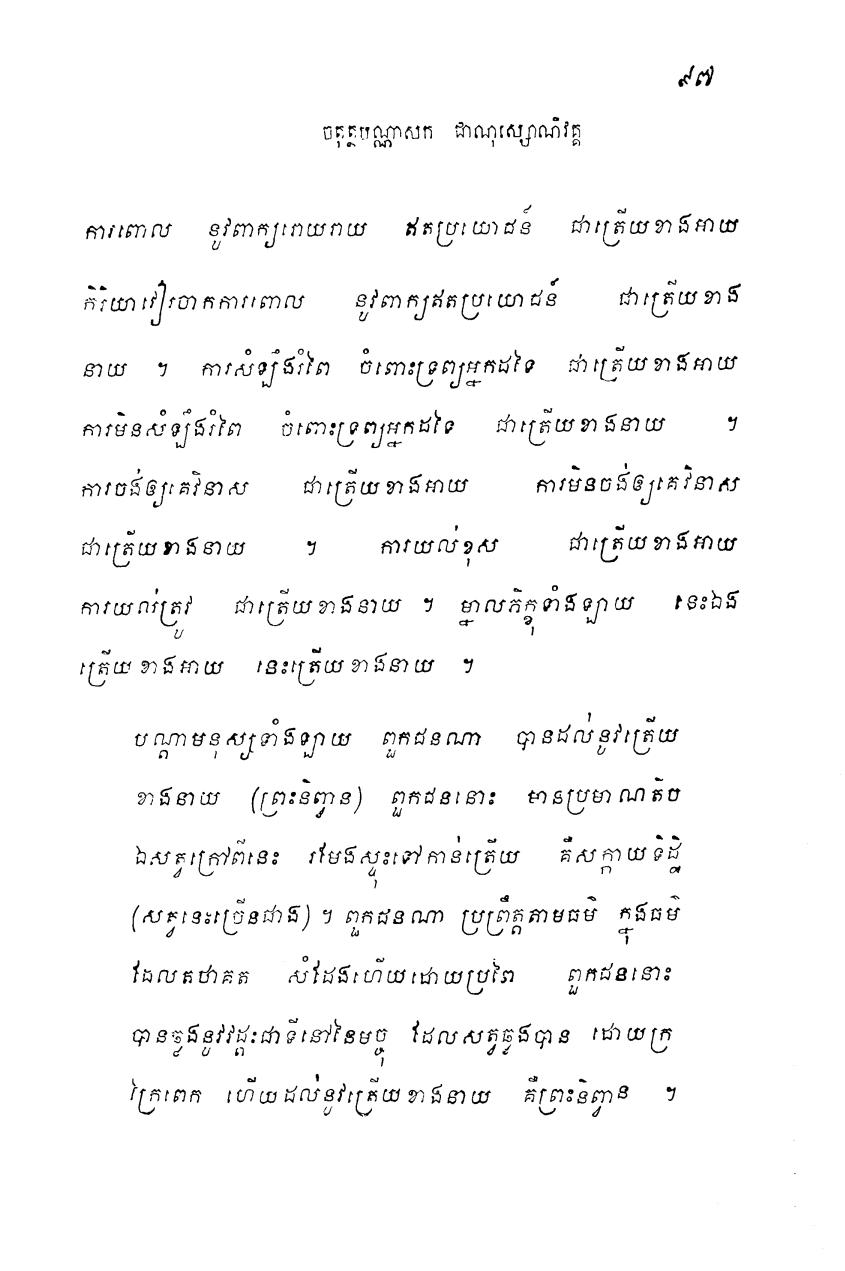 ៩៧
ចតុត្ថបណ្ណាសក ជាណុស្សោណិវគ្គ
ការពោល នូវពាក្យរោយរាយ ឥតប្រយោជន៍ ជាត្រើយខាងអាយ
កិរិយាវៀរចាកការពោល នូវពាក្យឥតប្រយោជន៍ ជាត្រើយខាង
នាយ ។ ការសំឡឹងរំពៃ ចំពោះទ្រព្យអ្នកដទៃ ជាត្រើយខាងអាយ
ការមិនសំឡឹងរំពៃ ចំពោះទ្រព្យអ្នកដទៃ ជាត្រើយខាងនាយ ។
ការចង់ឲ្យគេវិនាស ជាត្រើយខាងអាយ ការមិនចង់ឲ្យគេវិនាស
ជាត្រើយខាងនាយ ។ ការយល់ខុស ជាត្រើយខាងអាយ
ការយល់ត្រូវ ជាត្រើយខាងនាយ ។ ម្នាលភិក្ខុទាំងឡាយ នេះឯង
ត្រើយខាងអាយ នេះត្រើយខាងនាយ ។
បណ្តាមនុស្សទាំងឡាយ ពួកជនណា បានដល់នូវត្រើយ
ខាងនាយ (ព្រះនិព្វាន) ពួកជននោះ មានប្រមាណតិច
ឯសត្វក្រៅពីនេះ រមែងស្ទុះទៅកាន់ត្រើយ គឺសក្កាយទិដ្ឋិ
(សត្វនេះច្រើនជាង) ។ ពួកជនណា ប្រព្រឹត្តតាមធម៌ ក្នុងធម៌
ដែលតថាគត សំដែងហើយដោយប្រពៃ ពួកជននោះ
បានឆ្លងនូវវដ្តៈជាទីនៅនៃមច្ចុ ដែលសត្វឆ្លងបាន ដោយក្រ
ក្រៃពេក ហើយដល់នូវត្រើយខាងនាយ គឺព្រះនិព្វាន ។